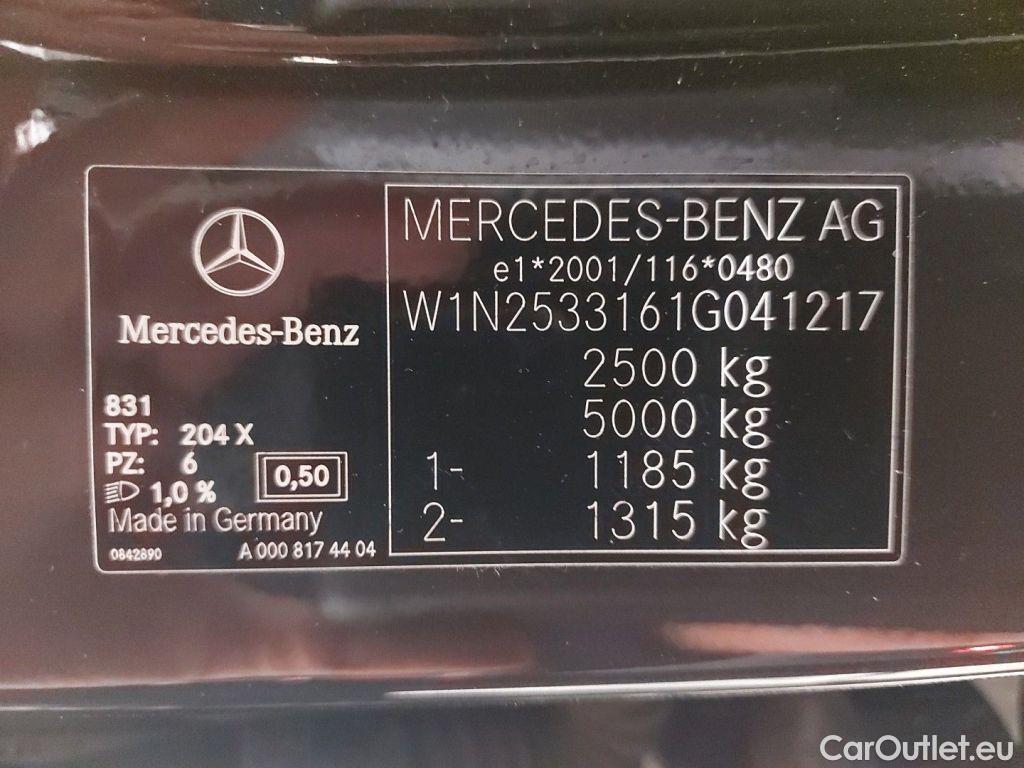 Mercedes-Benz
831
TYP: 204 X
PZ: 6
1,0 %
0,50
Made in Germany
0842890 A 000 817 44 04
MERCEDES-BENZ AG
e1*2001/116*0480
W1N2533161G041217
2500 kg
5000 kg
1- 1185 kg
2- 1315 kg
CarOutlet.eu